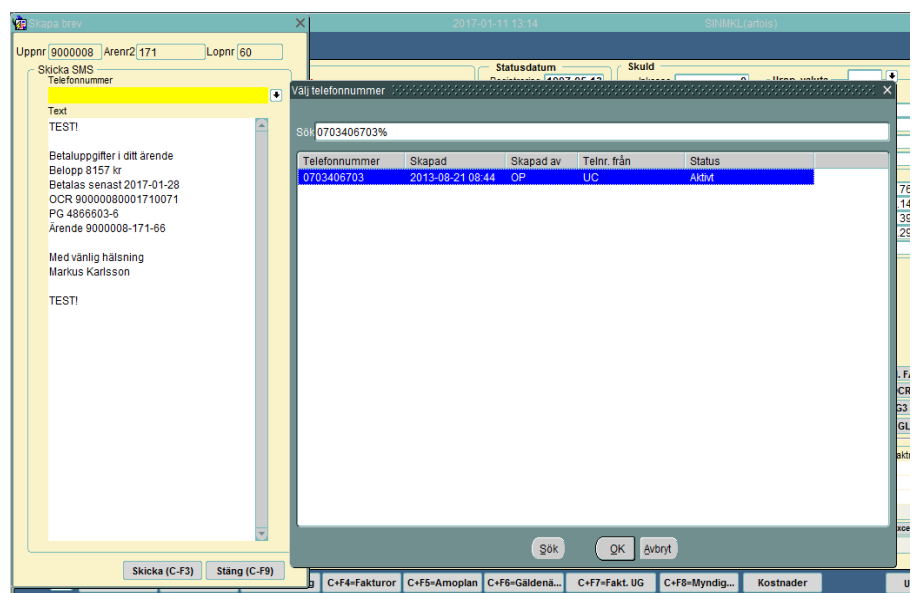 Skapa brev
2017-01-11 13:14
SINMKL(artois)
Uppnr 9000008 Arenr2 171 Lopnr 60
Skicka SMS
Telefonnummer
Text
TEST!
Betaluppgifter i ditt ärende
Belopp 8157 kr
Betalas senast 2017-01-28
OCR 90000080001710071
PG 4866603-6
Ärende 9000008-171-66
Med vänlig hälsning
Markus Karlsson
TEST!
Skicka (C-F3) Stäng (C-F9)
Statusdatum
Skuld
Välj telefonnummer
Sök 0703406703%
Telefonnummer Skapad Skapad av Telnr. från Status
0703406703 2013-08-21 08:44 OP UC Aktivt
Sök OK Avbryt
C+F4=Fakturor C+F5=Amoplan C+F6=Gäldenä... C+F7=Fakt. UG C+F8=Myndig... Kostnader